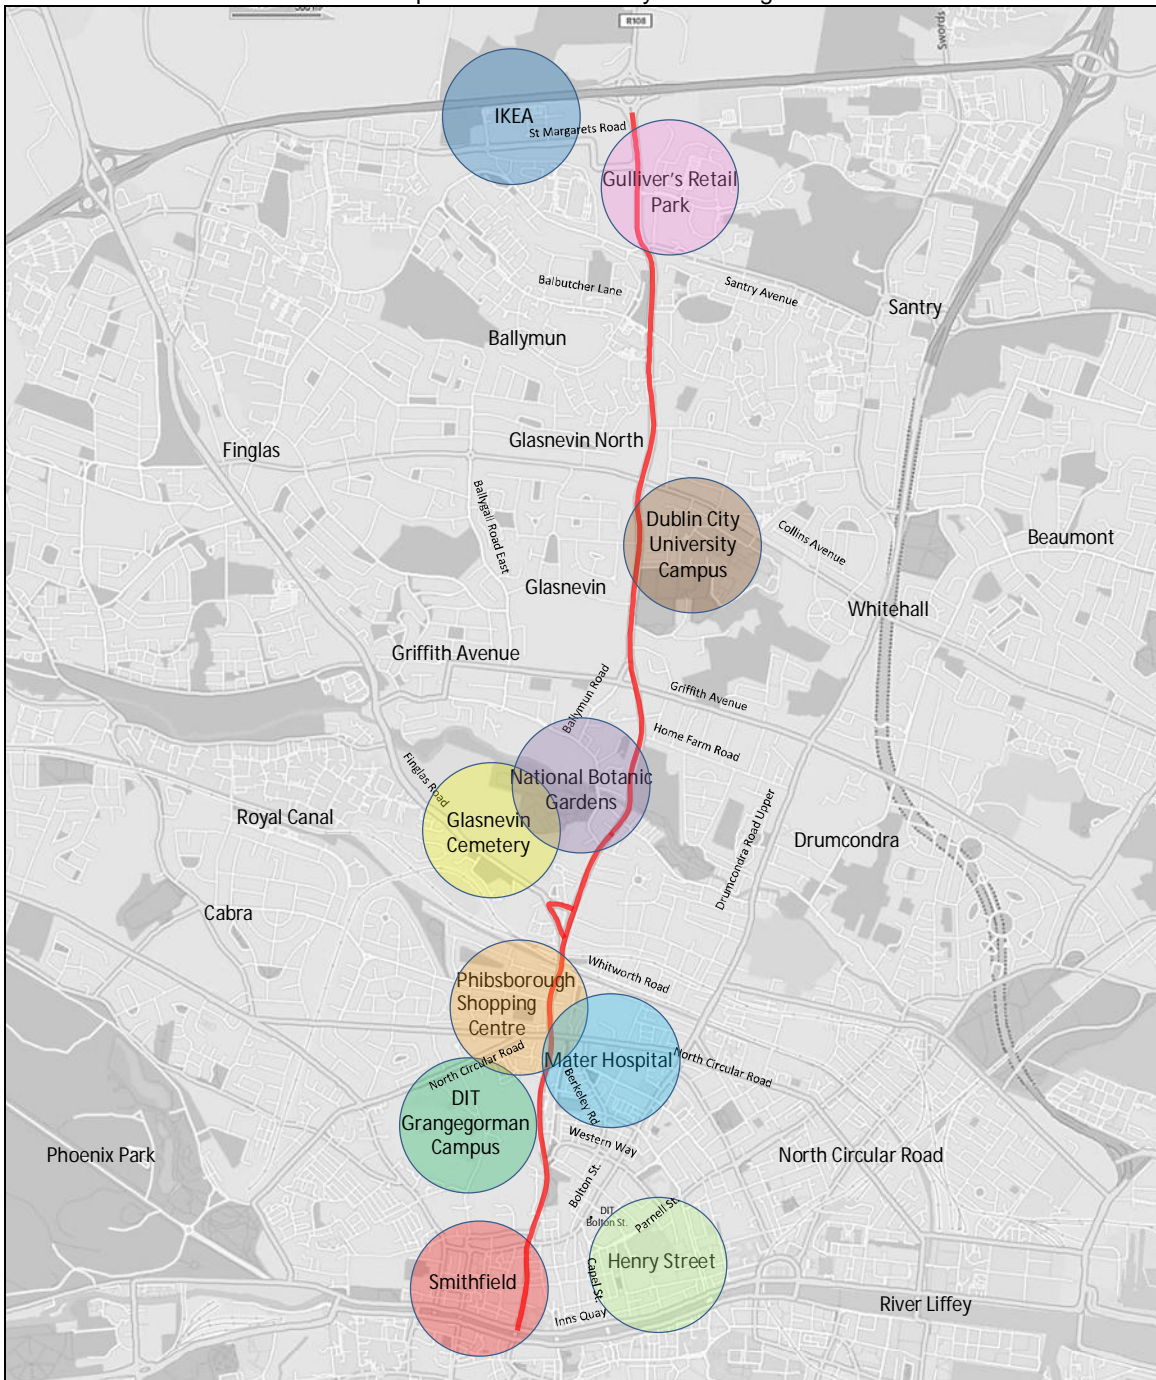 R108
Swords
IKEA
St Margarets Road
Gulliver's Retail
Park
Balbutcher Lane
Santry Avenue
Santry
Ballymun
Glasnevin North
Finglas
Ballygall Road East
Dublin City
University
Campus
Collins Avenue
Beaumont
Glasnevin
Whitehall
Griffith Avenue
Ballymun Road
Griffith Avenue
Home Farm Road
Finglas Road
National Botanic
Gardens
Royal Canal
Glasnevin
Cemetery
Drumcondra Road Upper
Drumcondra
Cabra
Whitworth Road
Phibsborough
Shopping
Centre
North Circular Road
Mater Hospital
North Circular Road
Berkeley Rd
DIT
Grangegorman
Campus
Western Way
Phoenix Park
North Circular Road
Bolton St.
DIT
Bolton St.
Parnell St.
Henry Street
Capel St.
Smithfield
Inns Quay
River Liffey